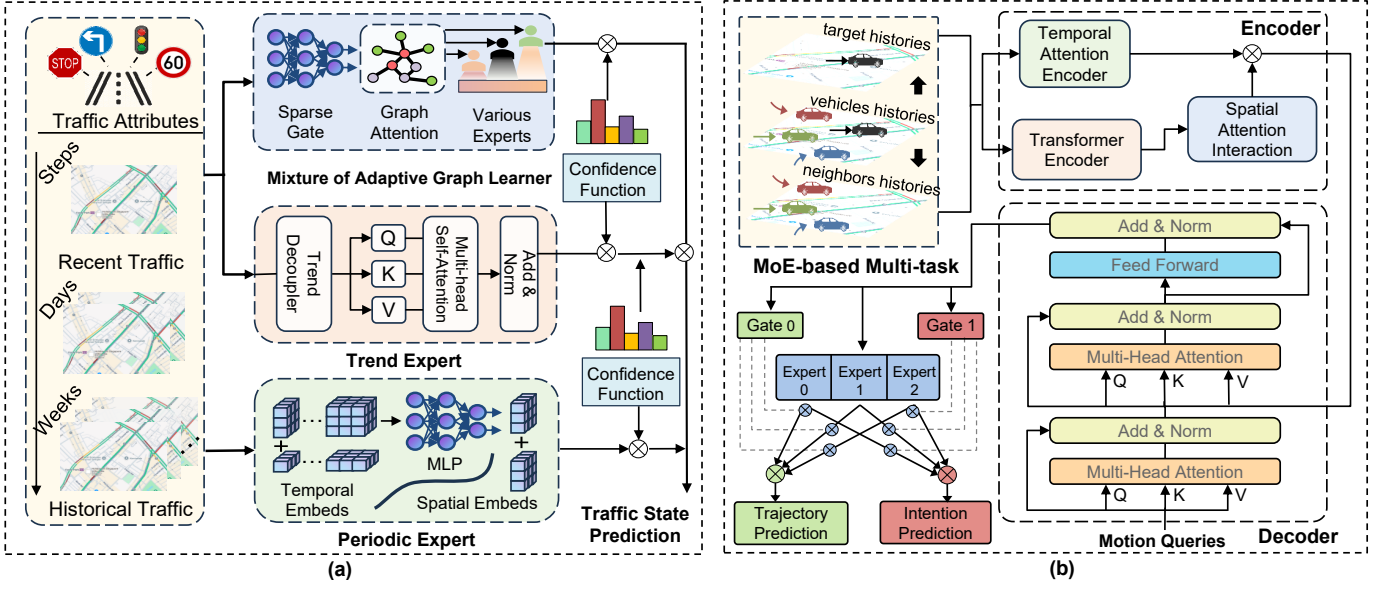 STOP
60
Traffic Attributes
Steps
Recent Traffic
Days
Weeks
Historical Traffic
Sparse
Gate
Graph
Attention
Various
Experts
Mixture of Adaptive Graph Learner
Confidence
Function
Trend
Decoupler
Q
K
V
Multi-head
Self-Attention
Add &
Norm
Trend Expert
Confidence
Function
+
...
...
MLP
+
Temporal
Embeds
Spatial Embeds
Periodic Expert
Traffic State
Prediction
(a)
target histories
vehicles histories
neighbors histories
Encoder
Temporal
Attention
Encoder
Transformer
Encoder
Spatial
Attention
Interaction
MoE-based Multi-task
Gate 0
Gate 1
Expert
0
Expert
1
Expert
2
Trajectory
Prediction
Intention
Prediction
Add & Norm
Feed Forward
Add & Norm
Multi-Head Attention
Q
K
V
Add & Norm
Multi-Head Attention
Q
K
V
Motion Queries
Decoder
(b)